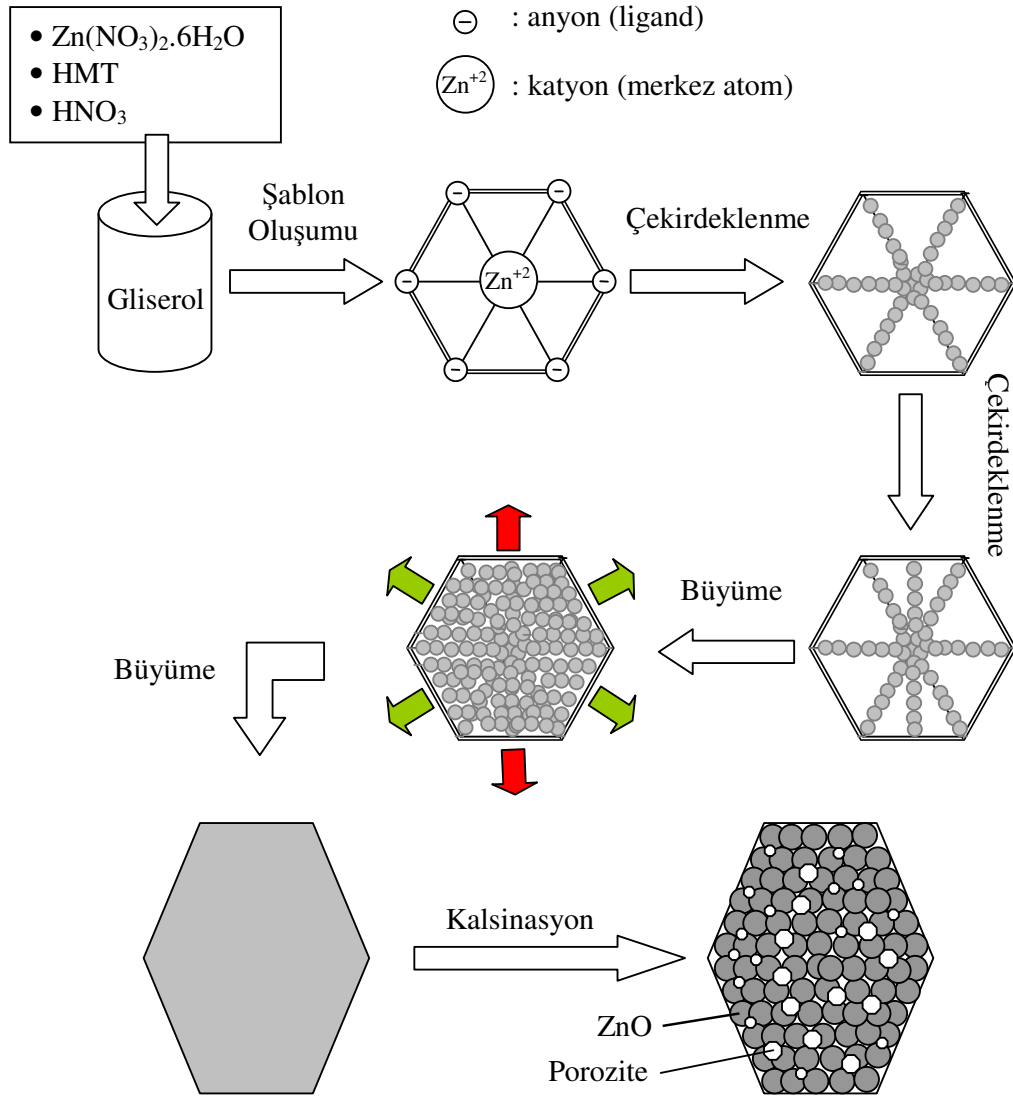 • Zn(NO₃)₂.6H₂O
• HMT
• HNO₃
− : anyon (ligand)
Zn⁺² : katyon (merkez atom)
Gliserol
Şablon
Oluşumu
− −
− Zn⁺² −
− −
Çekirdeklenme
Çekirdeklenme
Büyüme
Büyüme
Kalsinasyon
ZnO
Porozite